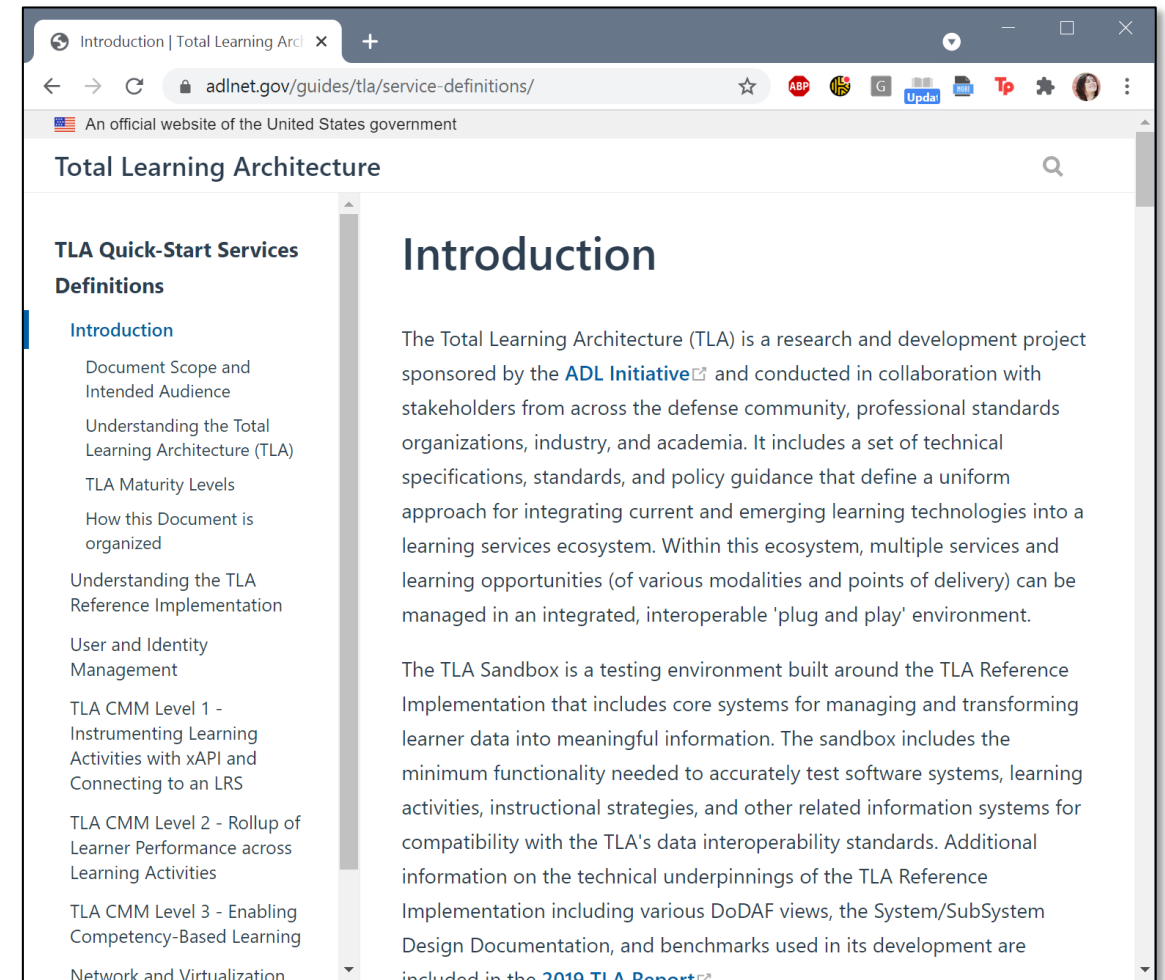 Introduction | Total Learning Arc
adlnet.gov/guides/tla/service-definitions/
ABP
G
Updat
Tp
An official website of the United States government
Total Learning Architecture
TLA Quick-Start Services
Definitions
Introduction
Document Scope and
Intended Audience
Understanding the Total
Learning Architecture (TLA)
TLA Maturity Levels
How this Document is
organized
Understanding the TLA
Reference Implementation
User and Identity
Management
TLA CMM Level 1 -
Instrumenting Learning
Activities with xAPI and
Connecting to an LRS
TLA CMM Level 2 - Rollup of
Learner Performance across
Learning Activities
TLA CMM Level 3 - Enabling
Competency-Based Learning
Network and Virtualization
Introduction
The Total Learning Architecture (TLA) is a research and development project
sponsored by the ADL Initiative and conducted in collaboration with
stakeholders from across the defense community, professional standards
organizations, industry, and academia. It includes a set of technical
specifications, standards, and policy guidance that define a uniform
approach for integrating current and emerging learning technologies into a
learning services ecosystem. Within this ecosystem, multiple services and
learning opportunities (of various modalities and points of delivery) can be
managed in an integrated, interoperable 'plug and play' environment.
The TLA Sandbox is a testing environment built around the TLA Reference
Implementation that includes core systems for managing and transforming
learner data into meaningful information. The sandbox includes the
minimum functionality needed to accurately test software systems, learning
activities, instructional strategies, and other related information systems for
compatibility with the TLA's data interoperability standards. Additional
information on the technical underpinnings of the TLA Reference
Implementation including various DoDAF views, the System/SubSystem
Design Documentation, and benchmarks used in its development are
included in the 2019 TLA Report